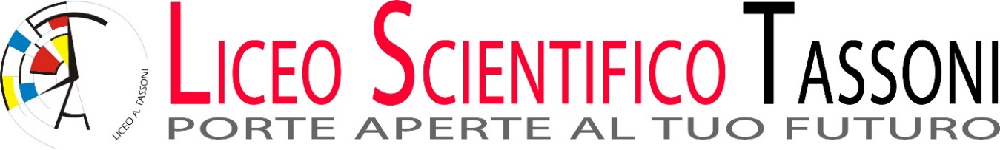 LICEO A. TASSONI
LICEO SCIENTIFICO TASSONI
PORTE APERTE AL TUO FUTURO